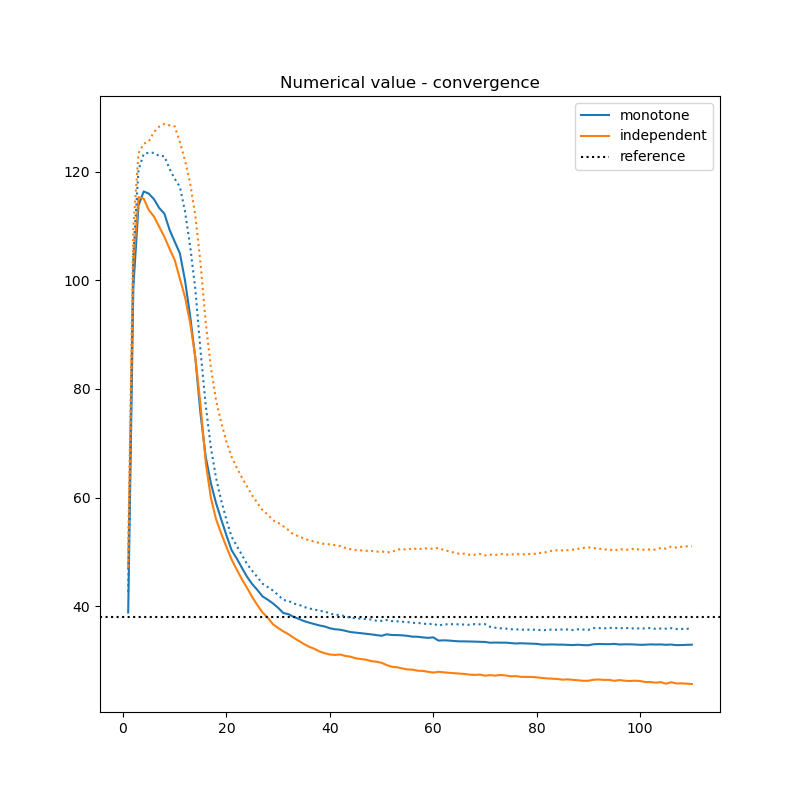 Numerical value - convergence
monotone
independent
reference
120
100
80
60
40
0 20 40 60 80 100